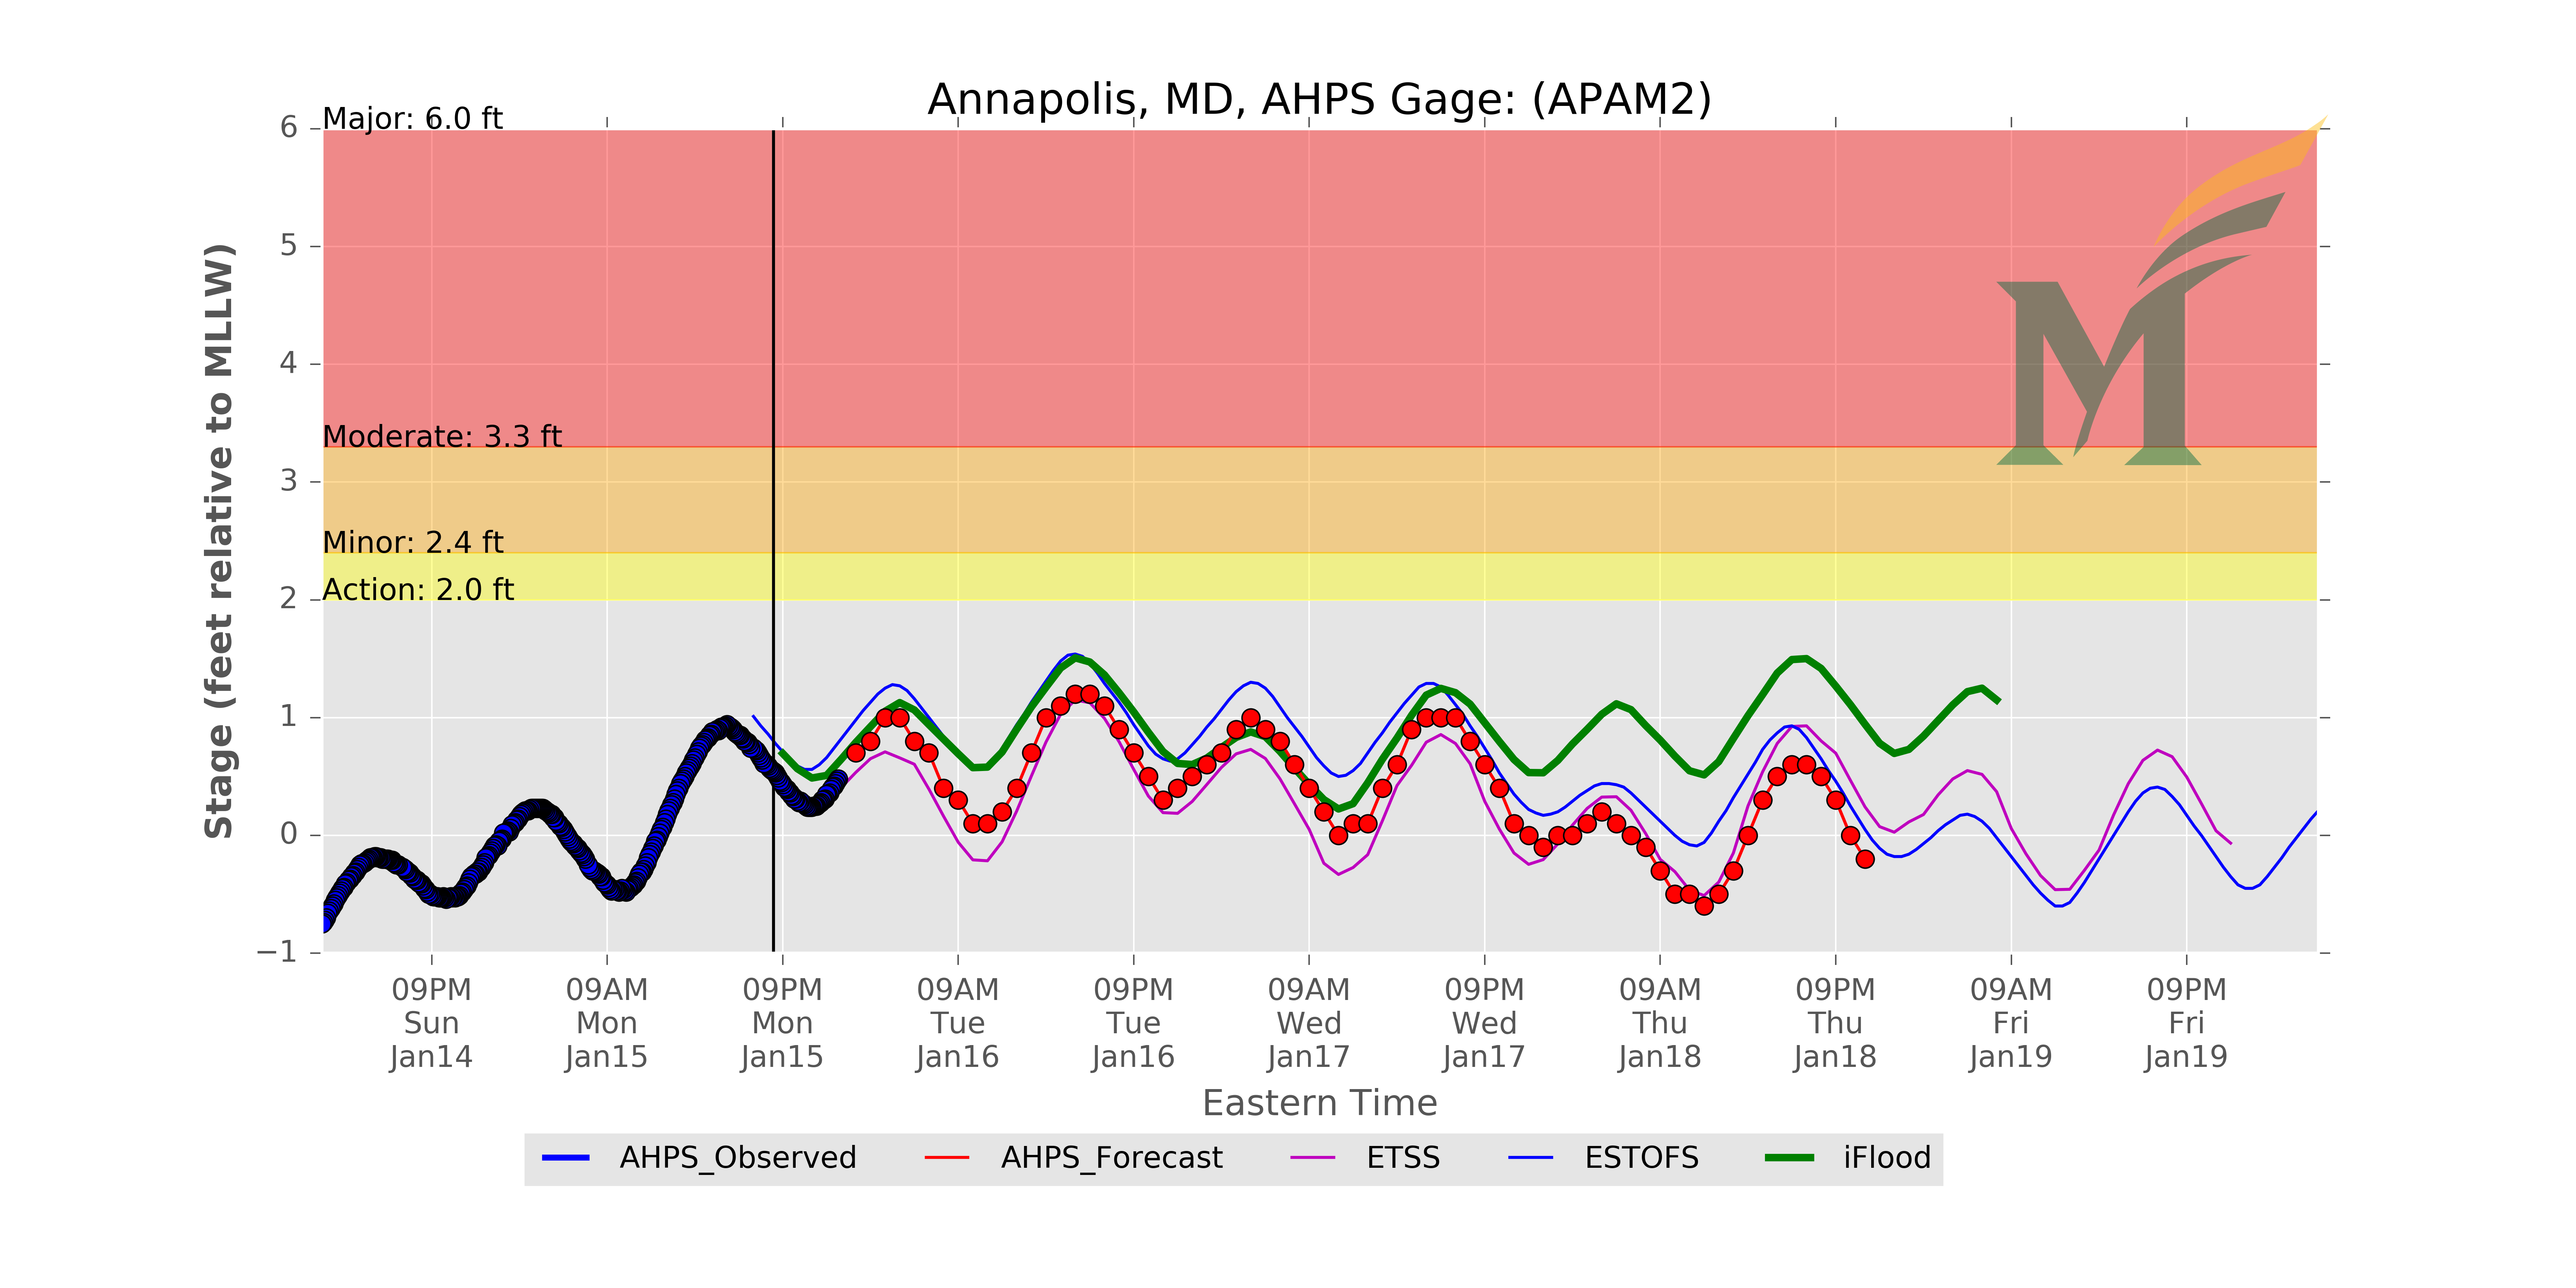 Annapolis, MD, AHPS Gage: (APAM2)
Major: 6.0 ft
Moderate: 3.3 ft
Minor: 2.4 ft
Action: 2.0 ft
6
5
4
3
2
1
0
−1
Stage (feet relative to MLLW)
09PM 09AM 09PM 09AM 09PM 09AM 09PM 09AM 09PM 09AM 09PM
Sun Mon Mon Tue Tue Wed Wed Thu Thu Fri Fri
Jan14 Jan15 Jan15 Jan16 Jan16 Jan17 Jan17 Jan18 Jan18 Jan19 Jan19
Eastern Time
AHPS_Observed AHPS_Forecast ETSS ESTOFS iFlood
M